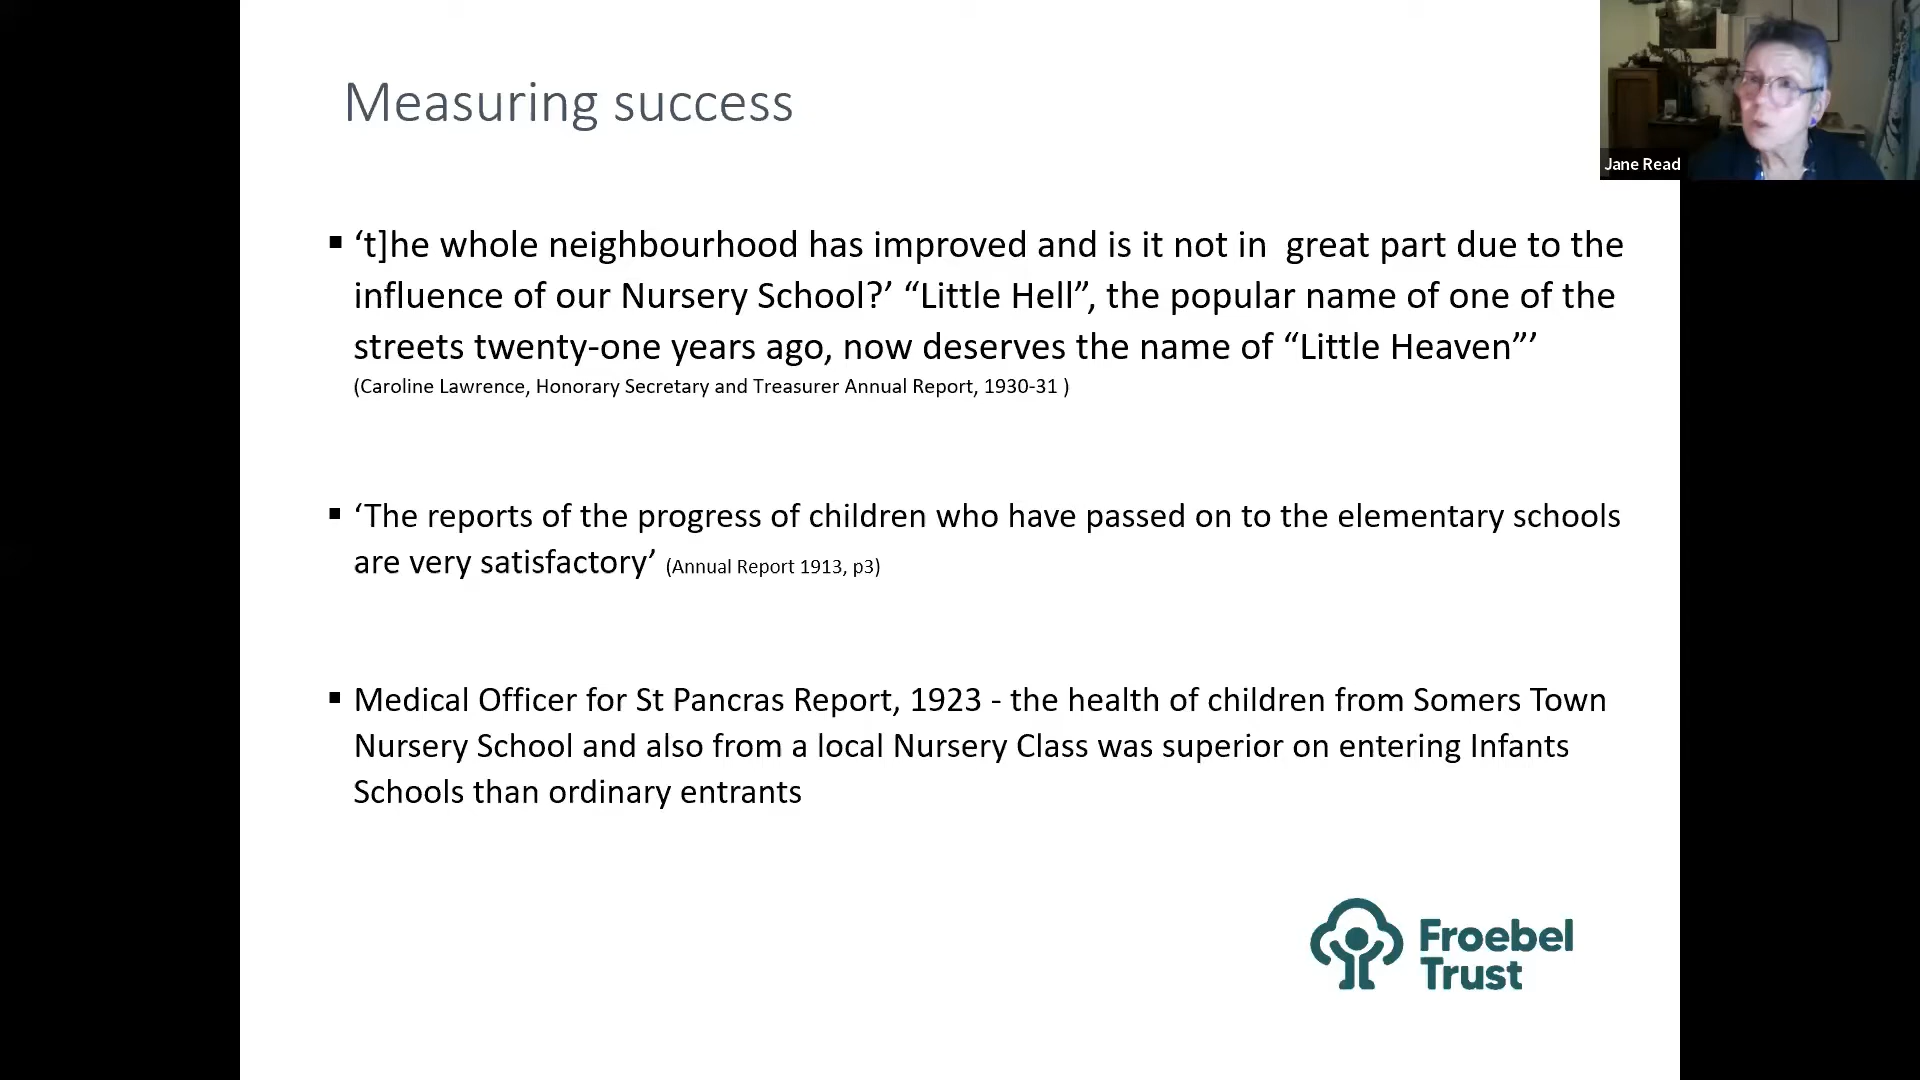 Measuring success
Jane Read
▪ ‘t]he whole neighbourhood has improved and is it not in  great part due to the
influence of our Nursery School?’ “Little Hell”, the popular name of one of the
streets twenty-one years ago, now deserves the name of “Little Heaven”’
(Caroline Lawrence, Honorary Secretary and Treasurer Annual Report, 1930-31 )
▪ ‘The reports of the progress of children who have passed on to the elementary schools
are very satisfactory’ (Annual Report 1913, p3)
▪ Medical Officer for St Pancras Report, 1923 - the health of children from Somers Town
Nursery School and also from a local Nursery Class was superior on entering Infants
Schools than ordinary entrants
Froebel
Trust